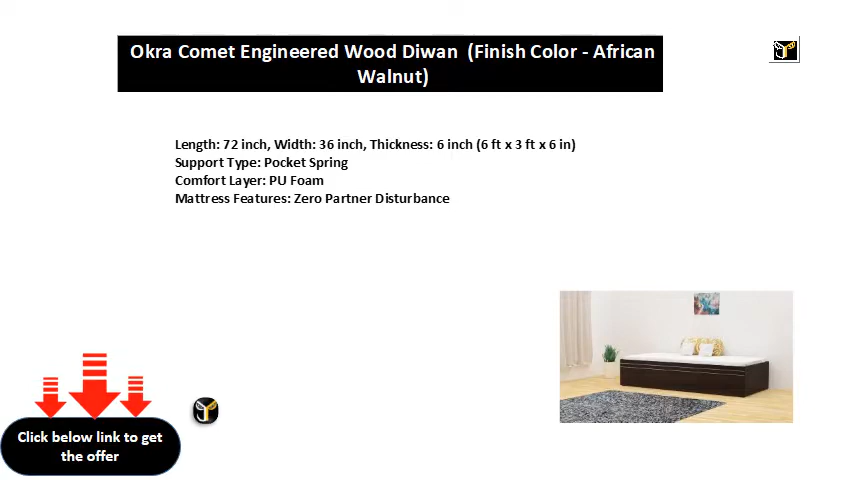 Okra Comet Engineered Wood Diwan (Finish Color - African
Walnut)
Length: 72 inch, Width: 36 inch, Thickness: 6 inch (6 ft x 3 ft x 6 in)
Support Type: Pocket Spring
Comfort Layer: PU Foam
Mattress Features: Zero Partner Disturbance
Click below link to get
the offer